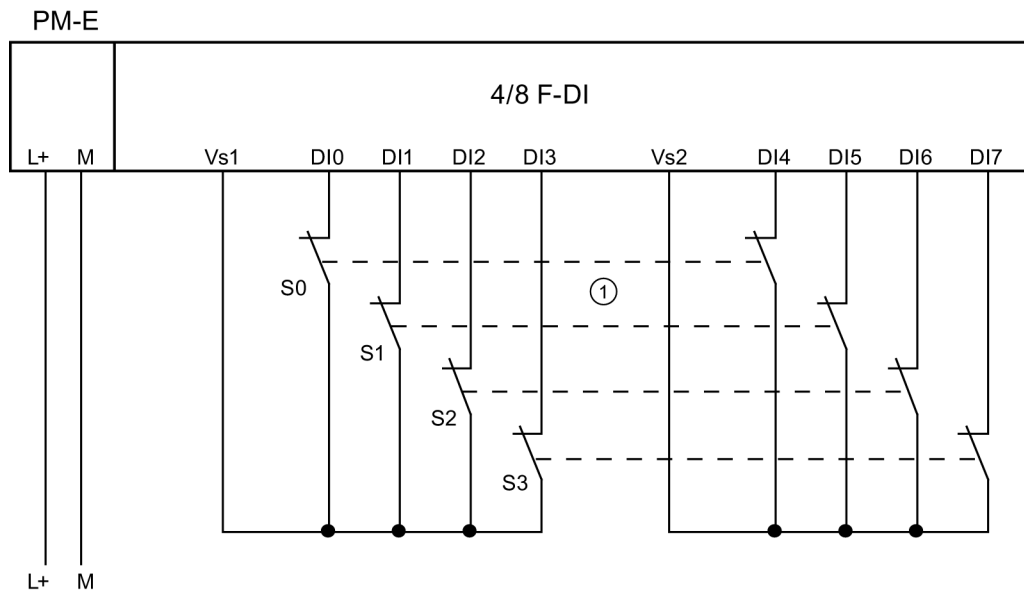 PM-E
4/8 F-DI
L+ M Vs1 DI0 DI1 DI2 DI3 Vs2 DI4 DI5 DI6 DI7
S0
1
S1
S2
S3
L+ M